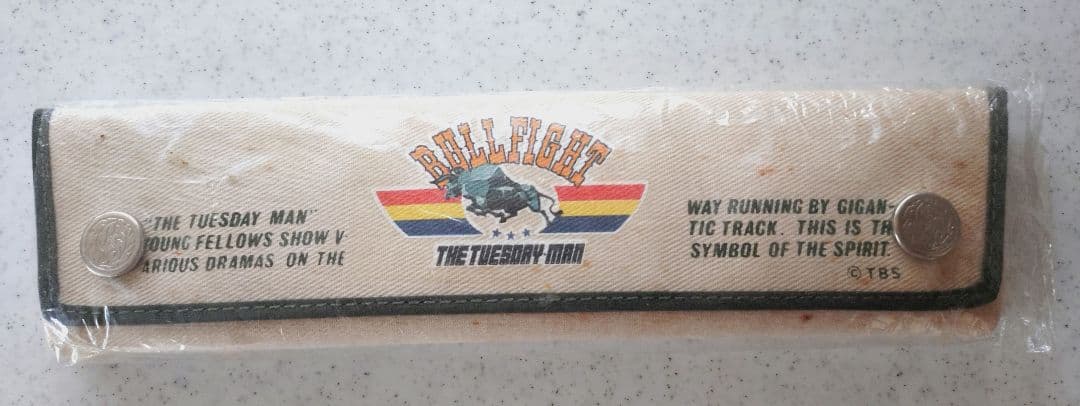 BULLFIGHT
THE TUESDAY MAN
"THE TUESDAY MAN"
YOUNG FELLOWS SHOW V
ARIOUS DRAMAS ON THE
WAY RUNNING BY GIGAN-
TIC TRACK. THIS IS TH
SYMBOL OF THE SPIRIT.
© TBS